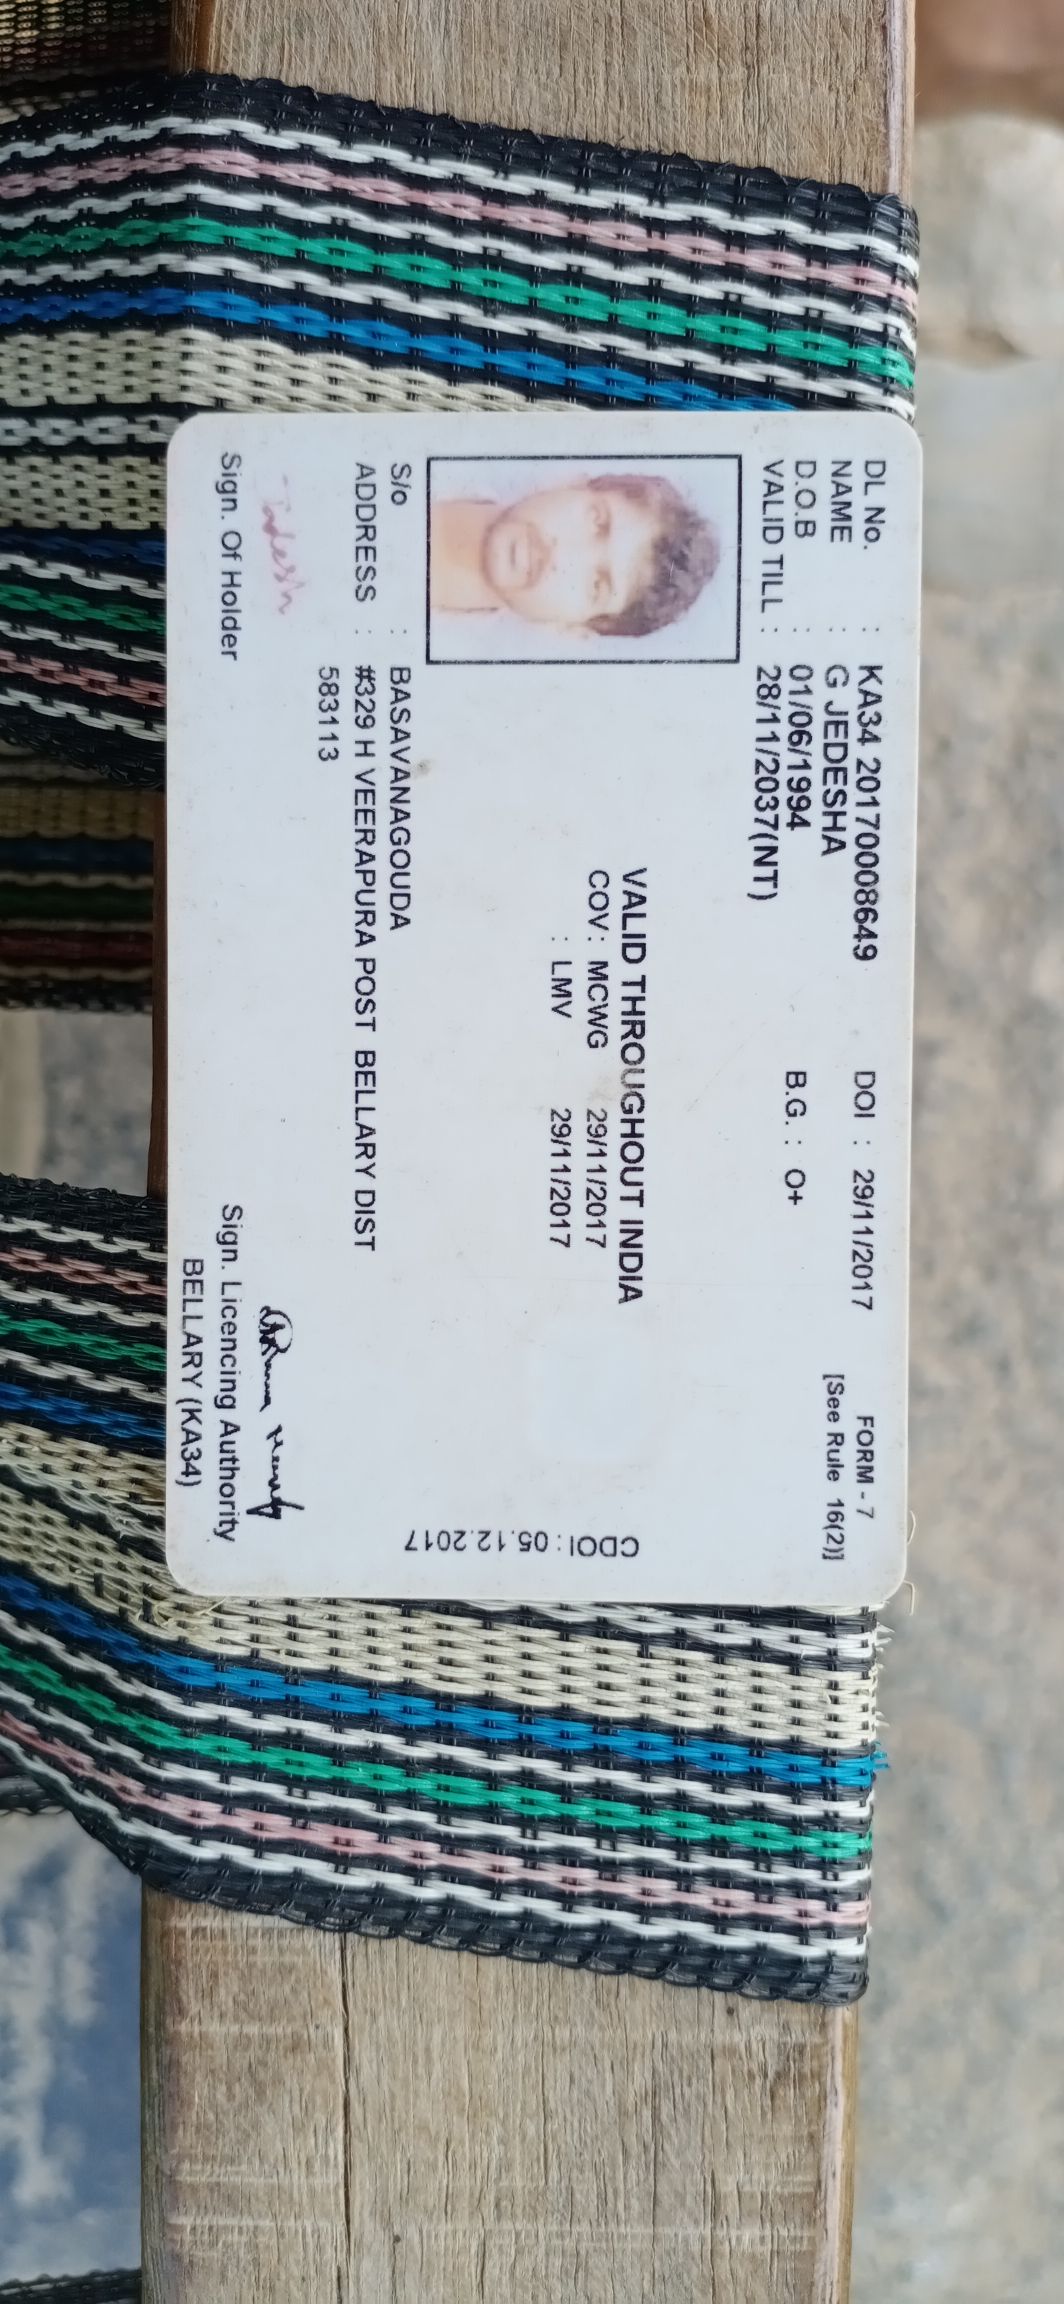 DL No. : KA34 20170008649 DOI : 29/11/2017 FORM - 7
NAME : G JEDESHA [See Rule 16(2)]
D.O.B : 01/06/1994 B.G. : O+
VALID TILL : 28/11/2037(NT)
VALID THROUGHOUT INDIA
COV : MCWG 29/11/2017
: LMV 29/11/2017
CDOI : 05.12.2017
S/o : BASAVANAGOUDA
ADDRESS : #329 H VEERAPURA POST BELLARY DIST
583113
Sign. Of Holder
Sign. Licencing Authority
BELLARY (KA34)